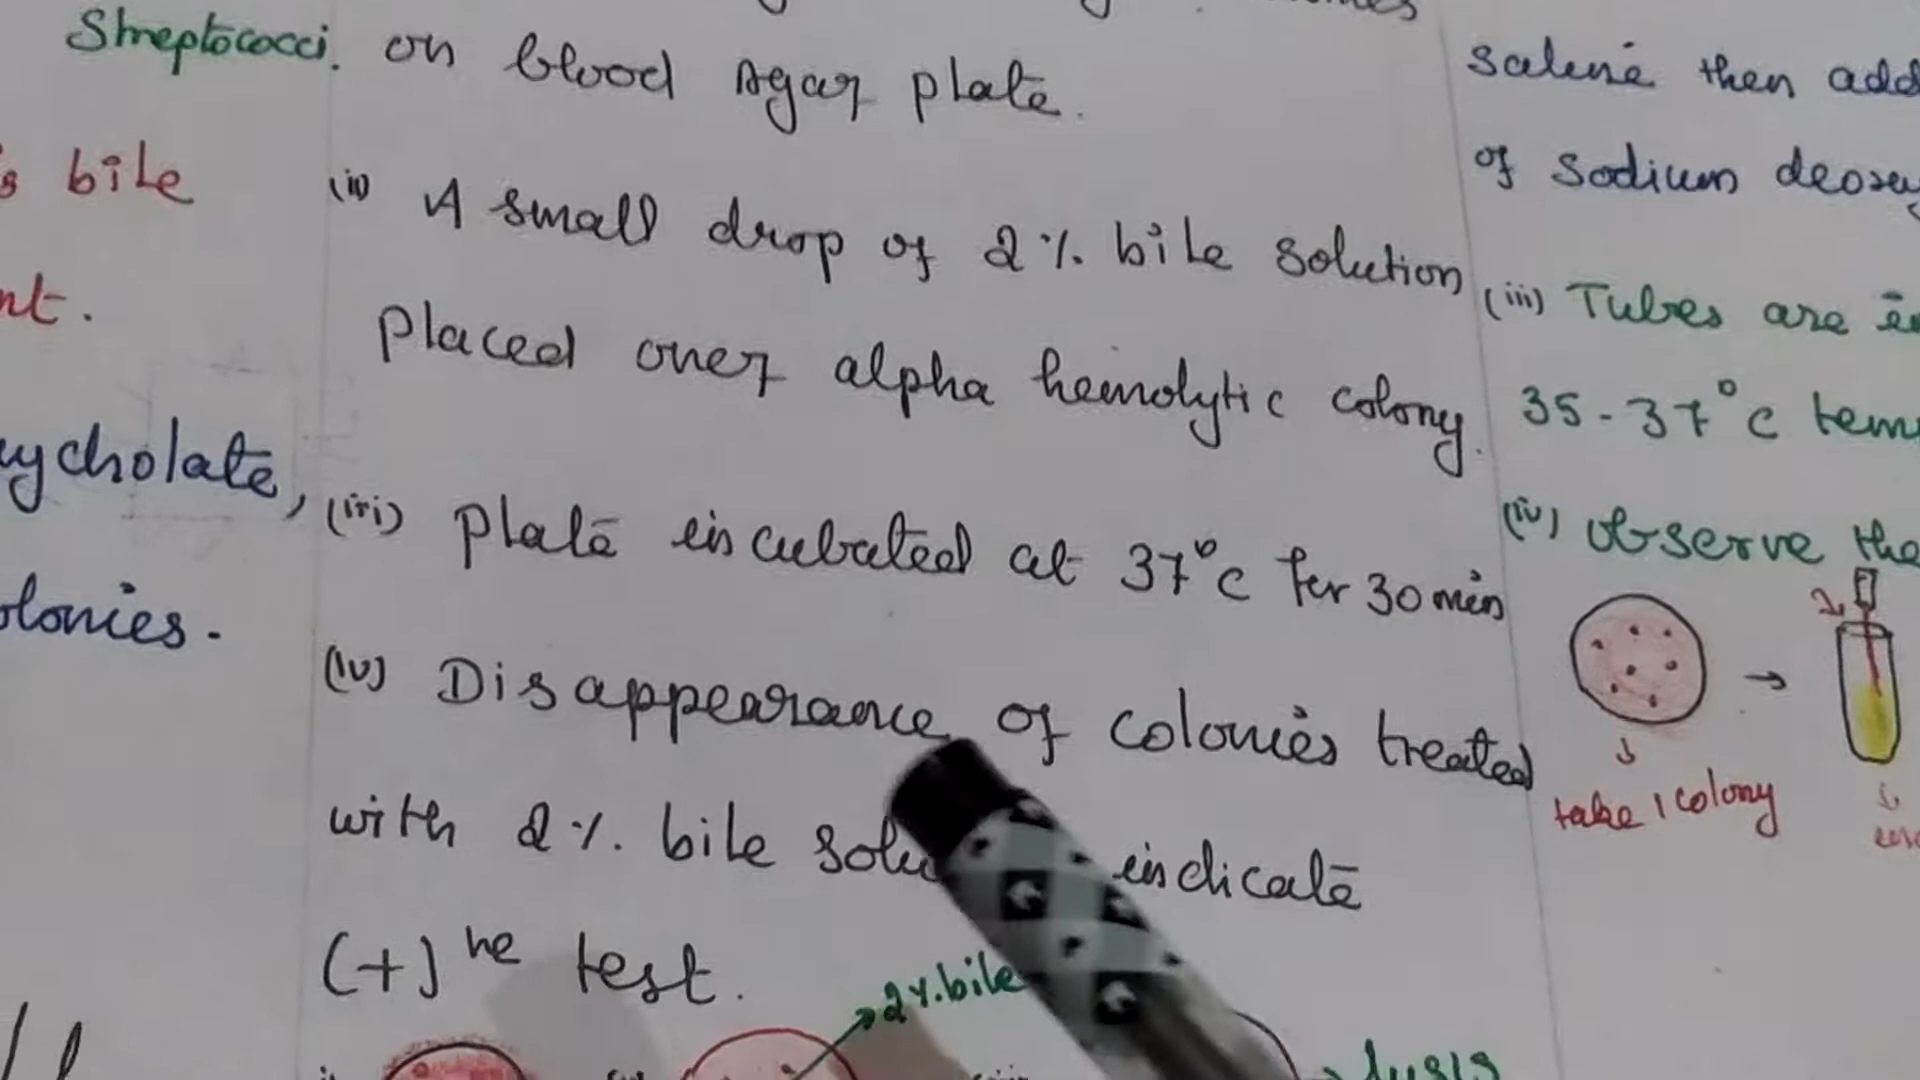 Streptococci.
s bile
nt.
ycholate,
olonies.
on blood Agar plate.
(ii) A small drop of 2%. bile solution
placed over alpha hemolytic colony.
(iii) plate incubated at 37°c for 30 min
(iv) Disappearance of colonies treated
with 2%. bile solu indicate
(+)ve test.
2%.bile
lysis
saline then add
of sodium deoxy
(iii) Tubes are in
35-37°c tem
(iv) observe the
take 1 colony